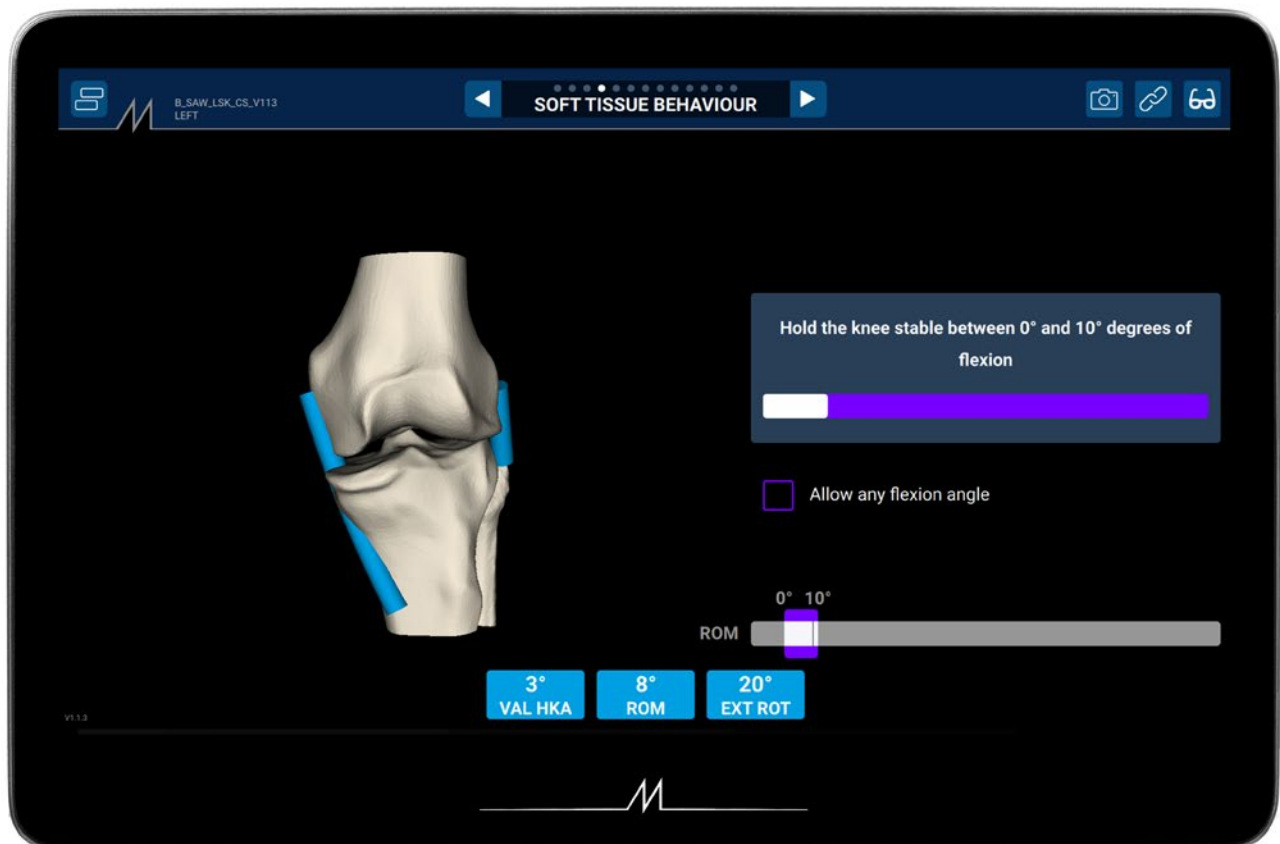 B_SAW_LSK_CS_V113
LEFT
SOFT TISSUE BEHAVIOUR
Hold the knee stable between 0° and 10° degrees of
flexion
Allow any flexion angle
0° 10°
ROM
3° 8° 20°
VAL HKA ROM EXT ROT
V1.1.3